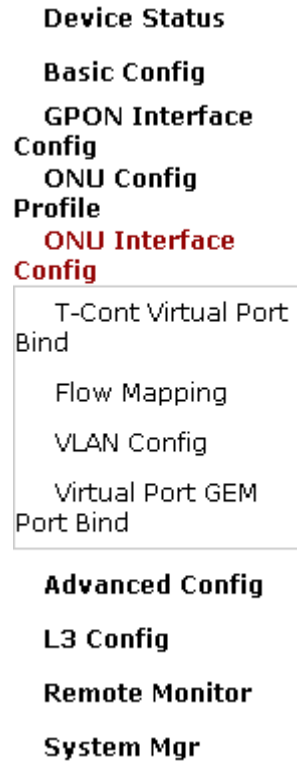 Device Status
Basic Config
GPON Interface
Config
ONU Config
Profile
ONU Interface
Config
T-Cont Virtual Port
Bind
Flow Mapping
VLAN Config
Virtual Port GEM
Port Bind
Advanced Config
L3 Config
Remote Monitor
System Mgr